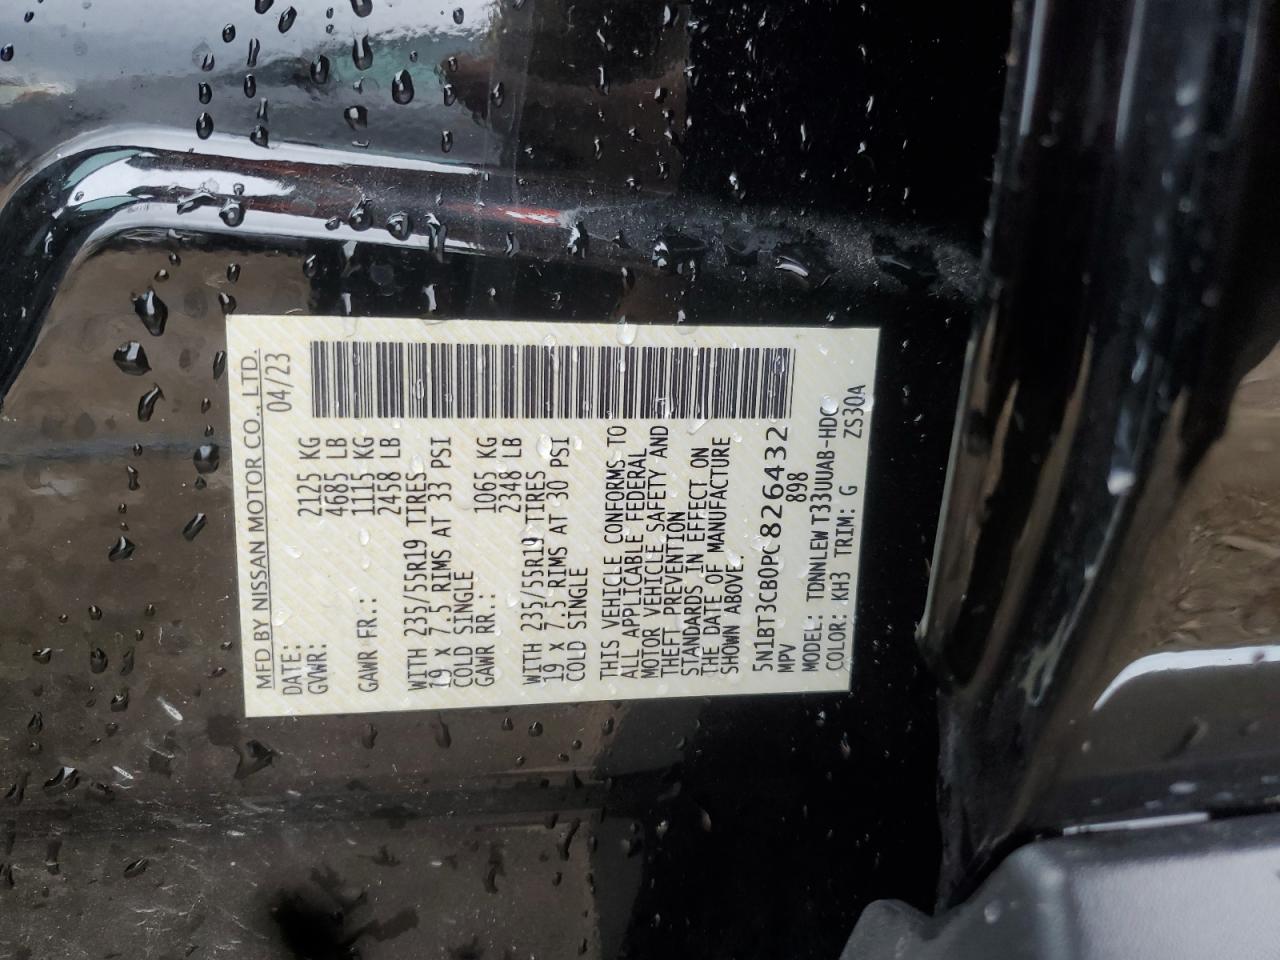 MFD BY NISSAN MOTOR CO., LTD.
DATE: 04/23
GVWR: 2125 KG
4685 LB
GAWR FR.: 1115 KG
2458 LB
WITH 235/55R19 TIRES
19 X 7.5 RIMS AT 33 PSI
COLD SINGLE
GAWR RR.: 1065 KG
2348 LB
WITH 235/55R19 TIRES
19 X 7.5 RIMS AT 30 PSI
COLD SINGLE
THIS VEHICLE CONFORMS TO
ALL APPLICABLE FEDERAL
MOTOR VEHICLE SAFETY AND
THEFT PREVENTION
STANDARDS IN EFFECT ON
THE DATE OF MANUFACTURE
SHOWN ABOVE.
5N1BT3CB0PC826432
MPV 898
MODEL: TDNNLEWT33UUAB-HDC
COLOR: KH3 TRIM: G ZS30A